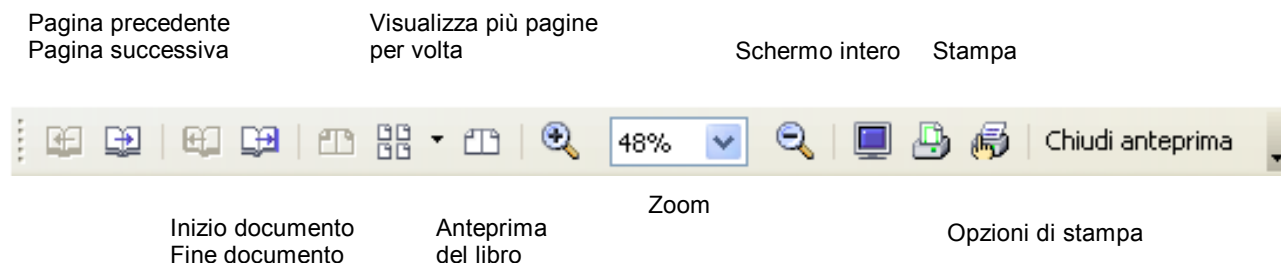 Pagina precedente
Pagina successiva
Visualizza più pagine
per volta
Schermo intero
Stampa
48%
Chiudi anteprima
Inizio documento
Fine documento
Anteprima
del libro
Zoom
Opzioni di stampa